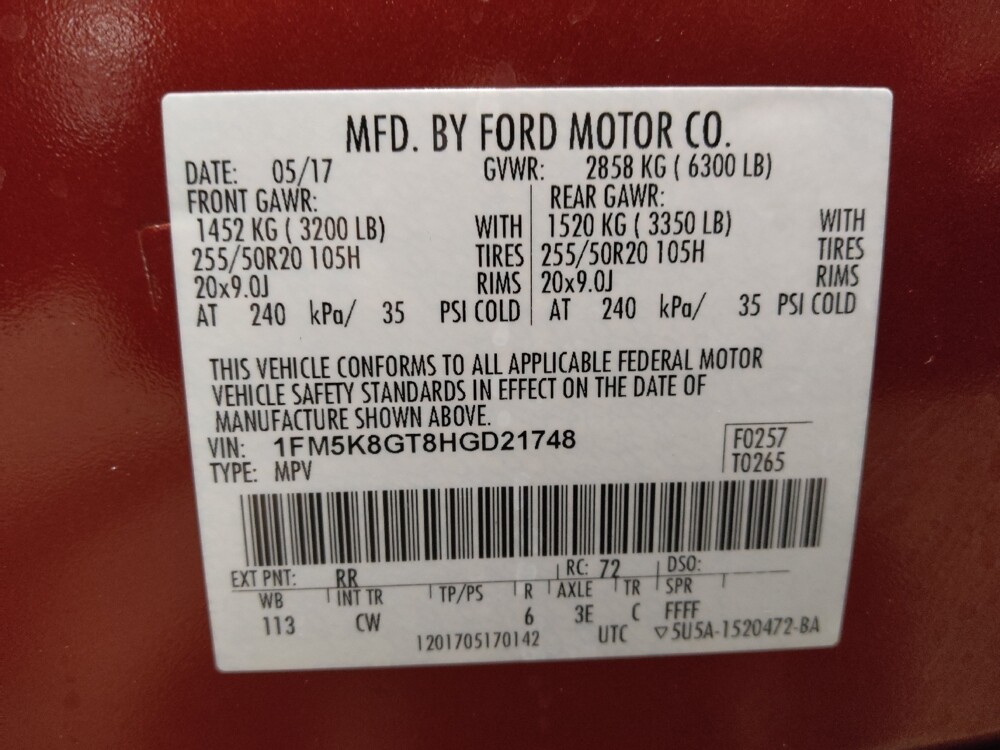 MFD. BY FORD MOTOR CO.
DATE: 05/17 GVWR: 2858 KG ( 6300 LB)
FRONT GAWR: REAR GAWR:
1452 KG ( 3200 LB) WITH 1520 KG ( 3350 LB) WITH
255/50R20 105H TIRES 255/50R20 105H TIRES
20x9.0J RIMS 20x9.0J RIMS
AT 240 kPa/ 35 PSI COLD AT 240 kPa/ 35 PSI COLD
THIS VEHICLE CONFORMS TO ALL APPLICABLE FEDERAL MOTOR
VEHICLE SAFETY STANDARDS IN EFFECT ON THE DATE OF
MANUFACTURE SHOWN ABOVE.
VIN: 1FM5K8GT8HGD21748 F0257
TYPE: MPV T0265
EXT PNT: RR RC: 72 DSO:
WB INT TR TP/PS R AXLE TR SPR
113 CW 6 3E C FFFF
1201705170142 UTC ▽5U5A-1520472-BA